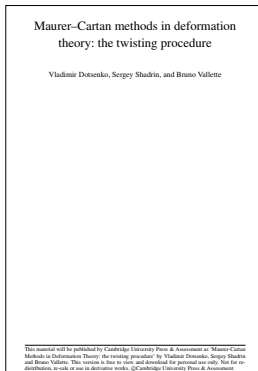 Maurer–Cartan methods in deformation
theory: the twisting procedure
Vladimir Dotsenko, Sergey Shadrin, and Bruno Vallette
This material will be published by Cambridge University Press & Assessment as 'Maurer-Cartan
Methods in Deformation Theory: the twisting procedure' by Vladimir Dotsenko, Sergey Shadrin
and Bruno Vallette. This version is free to view and download for personal use only. Not for re-
distribution, re-sale or use in derivative works. ©Cambridge University Press & Assessment